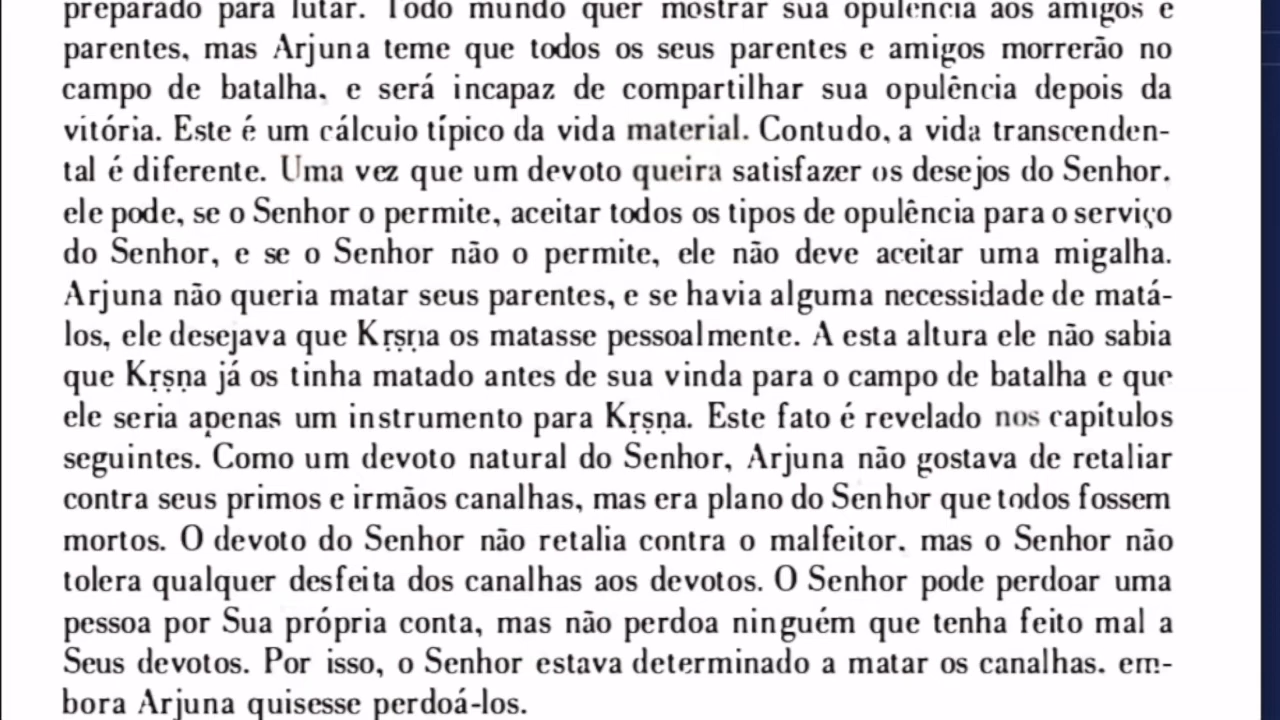 preparado para lutar. Todo mundo quer mostrar sua opulência aos amigos e
parentes, mas Arjuna teme que todos os seus parentes e amigos morrerão no
campo de batalha, e será incapaz de compartilhar sua opulência depois da
vitória. Este é um cálculo típico da vida material. Contudo, a vida transcenden-
tal é diferente. Uma vez que um devoto queira satisfazer os desejos do Senhor,
ele pode, se o Senhor o permite, aceitar todos os tipos de opulência para o serviço
do Senhor, e se o Senhor não o permite, ele não deve aceitar uma migalha.
Arjuna não queria matar seus parentes, e se havia alguma necessidade de matá-
los, ele desejava que Kṛṣṇa os matasse pessoalmente. A esta altura ele não sabia
que Kṛṣṇa já os tinha matado antes de sua vinda para o campo de batalha e que
ele seria apenas um instrumento para Kṛṣṇa. Este fato é revelado nos capítulos
seguintes. Como um devoto natural do Senhor, Arjuna não gostava de retaliar
contra seus primos e irmãos canalhas, mas era plano do Senhor que todos fossem
mortos. O devoto do Senhor não retalia contra o malfeitor, mas o Senhor não
tolera qualquer desfeita dos canalhas aos devotos. O Senhor pode perdoar uma
pessoa por Sua própria conta, mas não perdoa ninguém que tenha feito mal a
Seus devotos. Por isso, o Senhor estava determinado a matar os canalhas, em-
bora Arjuna quisesse perdoá-los.